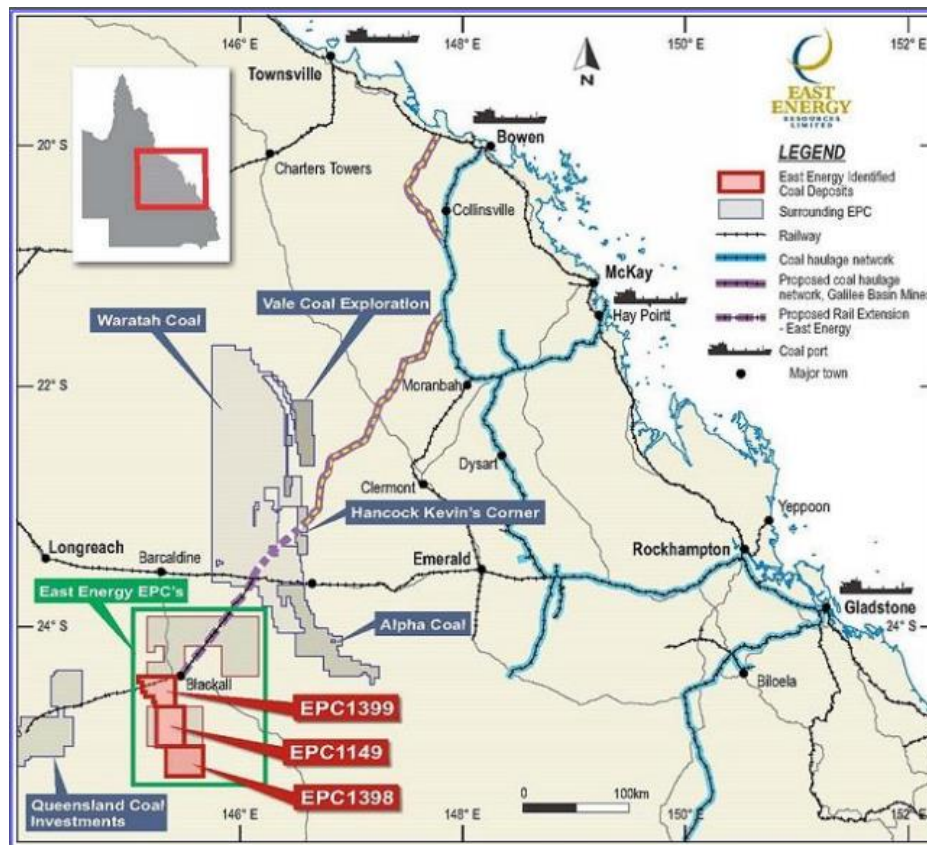 146° E
148° E
150° E
152° E
Townsville
N
EAST
ENERGY
RESOURCES
LIMITED
Bowen
20° S
Charters Towers
LEGEND
East Energy Identified
Coal Deposits
Surrounding EPC
Railway
Coal haulage network
Proposed coal haulage
network, Galilee Basin Mines
Proposed Rail Extension
- East Energy
Coal port
Major town
Collinsville
McKay
Hay Point
Vale Coal Exploration
Waratah Coal
22° S
Moranbah
Dysart
Clermont
Hancock Kevin's Corner
Yeppoon
Longreach
Barcaldine
Emerald
Rockhampton
East Energy EPC's
Gladstone
24° S
24° S
Alpha Coal
Blackall
Biloela
EPC1399
EPC1149
EPC1398
Queensland Coal
Investments
0
100km
146° E
148° E
150° E
152° E